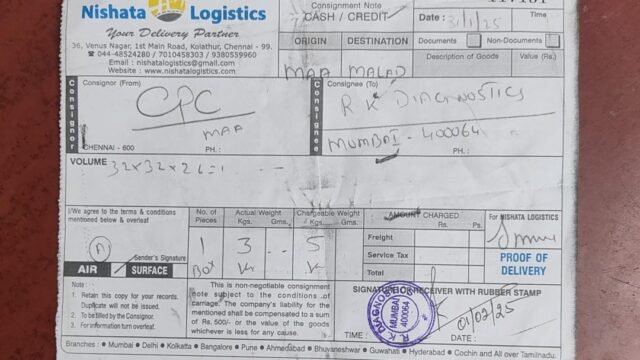 Nishata Logistics
Your Delivery Partner
36, Venus Nagar, 1st Main Road, Kolathur, Chennai - 99.
☎ 044-48524280 / 7010458303 / 9380559960
Email : nishatalogistics@gmail.com
Website : www.nishatalogistics.com
Consignment Note
CASH / CREDIT
Date : 31/1/25
Time
ORIGIN
DESTINATION
MAA MALAD
Documents
Non-Documents
Description of Goods
Value (Rs.)
Consignor
Consignor (From)
CPC
MAA
CHENNAI - 600
PH. :
Consignee
Consignee (To)
R K DIAGNOSTICS
MUMBAI - 400064
PH. :
VOLUME
32x32x26=1
I/We agree to the terms & conditions
mentioned below & overleaf.
Sender's Signature
AIR / SURFACE
No. of Pieces
Actual Weight
Kgs. Gms.
Chargeable Weight
Kgs. Gms.
1 3 .. 5
Box K K
AMOUNT CHARGED
Rs. Ps.
Freight
Service Tax
Total
For NISHATA LOGISTICS
PROOF OF
DELIVERY
Note :
1. Retain this copy for your records.
Duplicate will not be issued.
2. To be billed by the Consignor.
3. For information turn overleaf.
This is non-negotiable consignment
note subject to the conditions of
carriage. The company's liability for the
mentioned shall be compensated to a sum
of Rs. 500/- or the value of the goods
whichever is less for any cause.
SIGNATURE OF RECEIVER WITH RUBBER STAMP
R. K. DIAGNOSTIC
MUMBAI
400064
TIME :
DATE :
01/02/25
Branches : • Mumbai • Delhi • Kolkatta • Bangalore • Pune • Ahmedabad • Bhuvaneshwar • Guwahati • Hyderabad • Cochin and All over Tamilnadu.